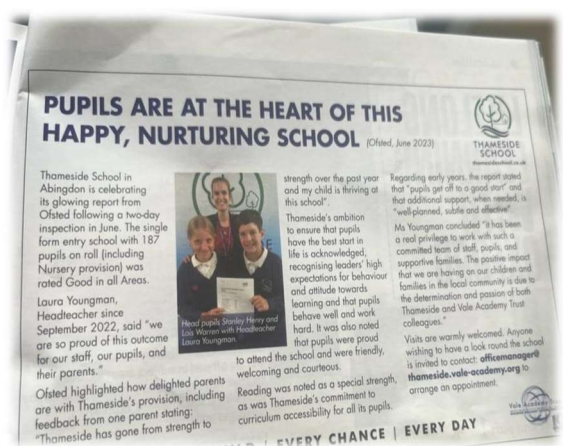 PUPILS ARE AT THE HEART OF THIS
HAPPY, NURTURING SCHOOL (Ofsted, June 2023)
THAMESIDE
SCHOOL
thamesideschool.co.uk
Thameside School in
Abingdon is celebrating
its glowing report from
Ofsted following a two-day
inspection in June. The single
form entry school with 187
pupils on roll (including
Nursery provision) was
rated Good in all Areas.
Laura Youngman,
Headteacher since
September 2022, said “we
are so proud of this outcome
for our staff, our pupils, and
their parents.”
Ofsted highlighted how delighted parents
are with Thameside's provision, including
feedback from one parent stating:
“Thameside has gone from strength to
Head pupils Stanley Henry and
Lois Warren with Headteacher
Laura Youngman.
strength over the past year
and my child is thriving at
this school”.
Thameside's ambition
to ensure that pupils
have the best start in
life is acknowledged,
recognising leaders' high
expectations for behaviour
and attitude towards
learning and that pupils
behave well and work
hard. It was also noted
that pupils were proud
to attend the school and were friendly,
welcoming and courteous.
Reading was noted as a special strength,
as was Thameside's commitment to
curriculum accessibility for all its pupils.
Regarding early years, the report stated
that “pupils get off to a good start” and
that additional support, when needed, is
“well-planned, subtle and effective”.
Ms Youngman concluded “it has been
a real privilege to work with such a
committed team of staff, pupils, and
supportive families. The positive impact
that we are having on our children and
families in the local community is due to
the determination and passion of both
Thameside and Vale Academy Trust
colleagues.”
Visits are warmly welcomed. Anyone
wishing to have a look round the school
is invited to contact: officemanager@
thameside.vale-academy.org to
arrange an appointment.
Vale Academy
| EVERY CHANCE | EVERY DAY